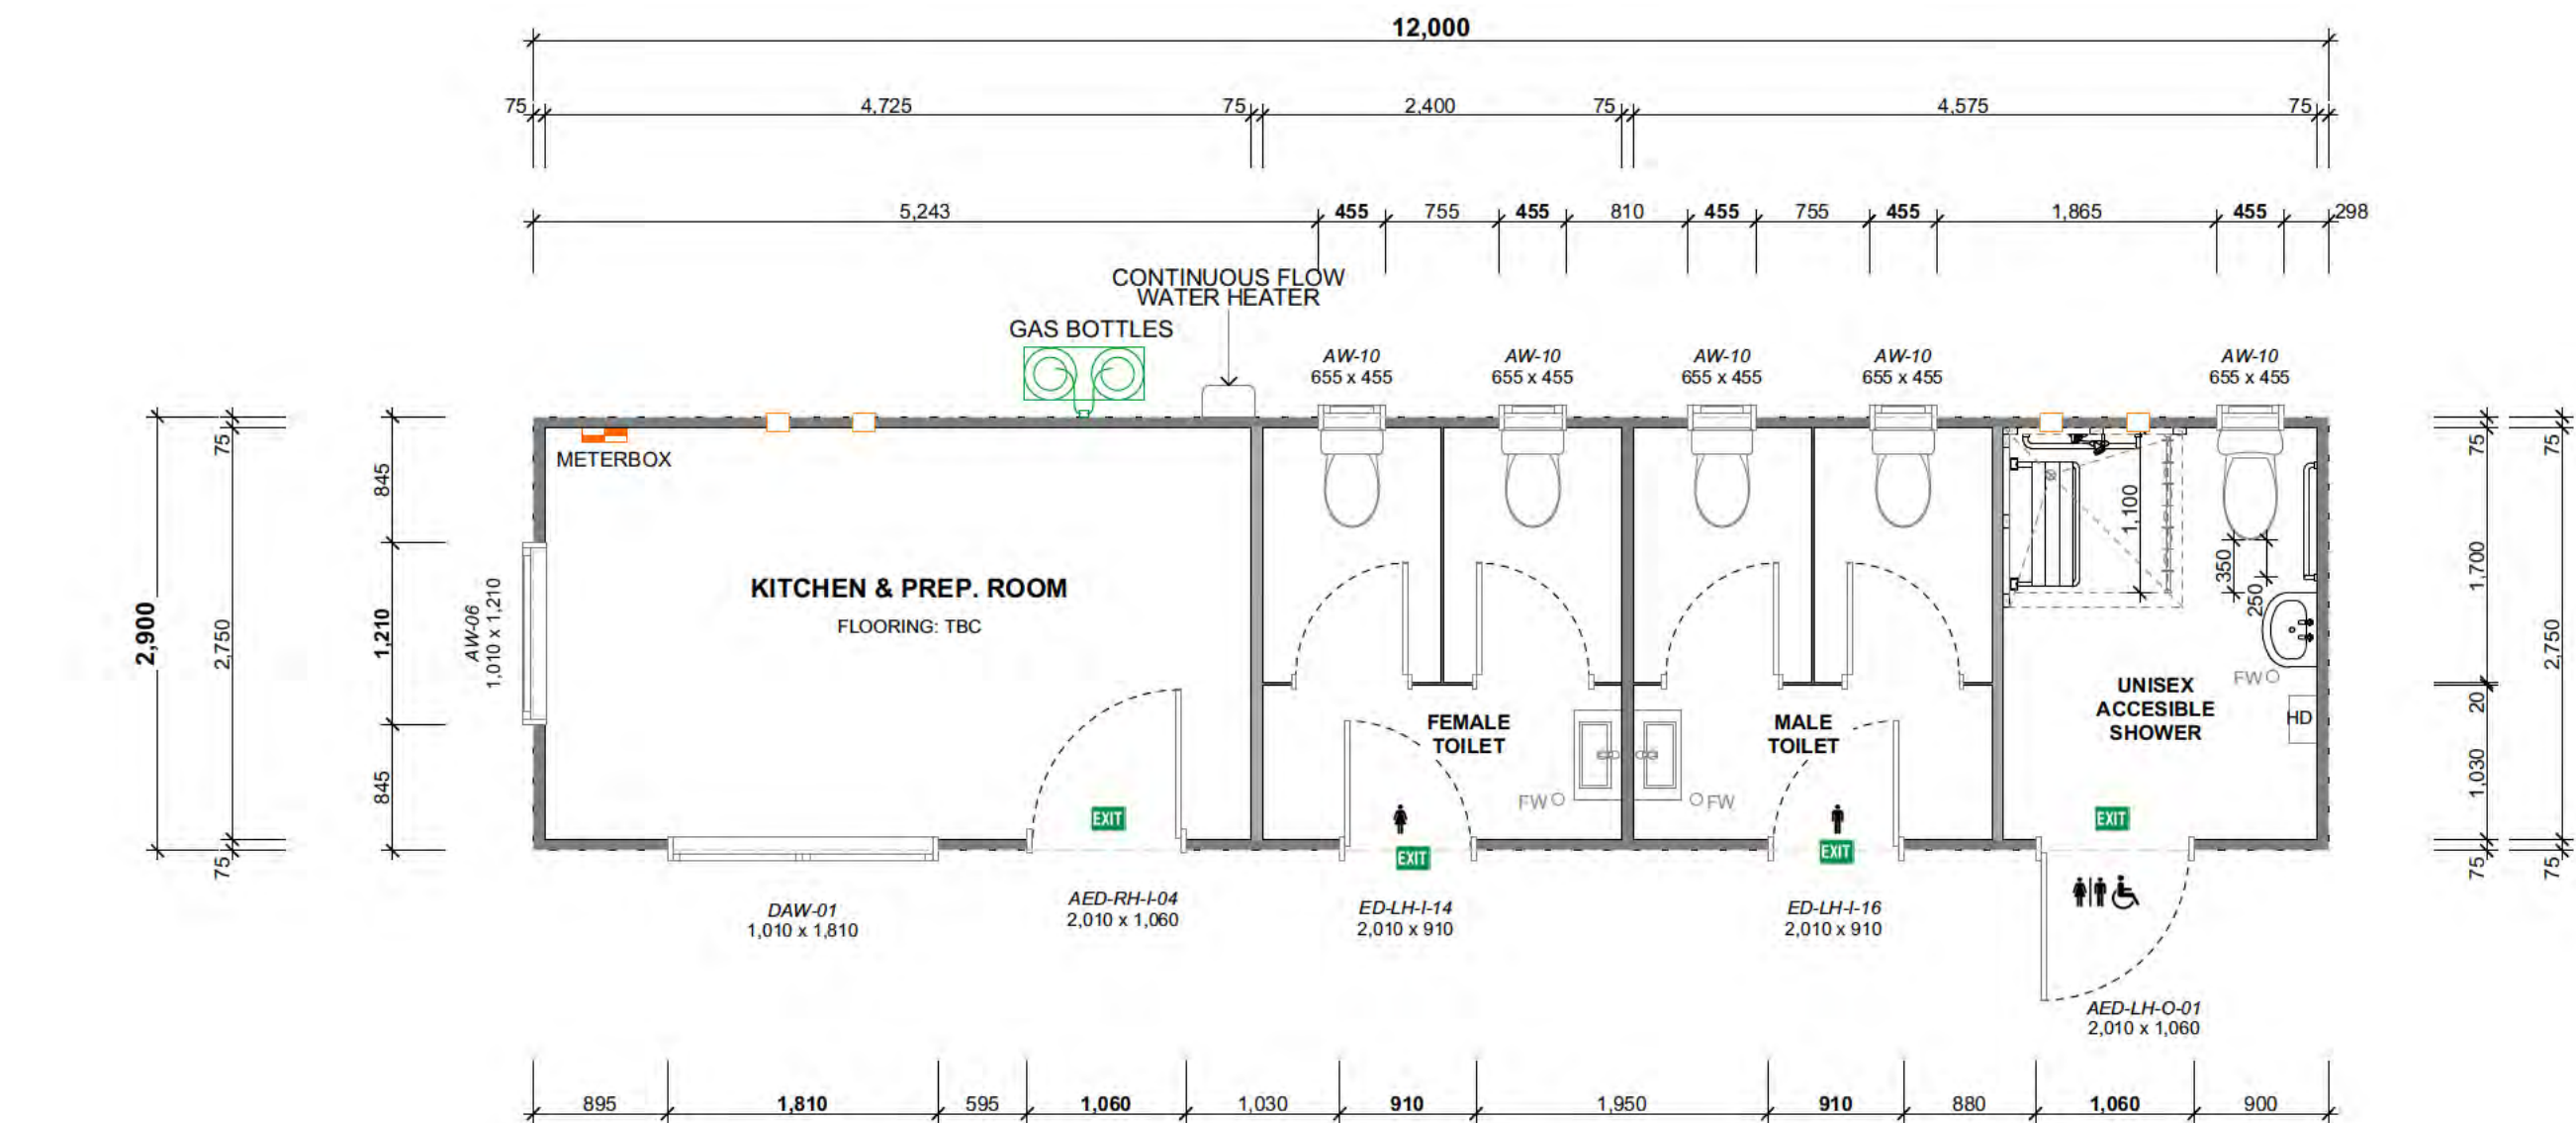 12,000
75 4,725 75 2,400 75 4,575 75
5,243 455 755 455 810 455 755 455 1,865 455 298
CONTINUOUS FLOW
WATER HEATER
GAS BOTTLES
AW-10 AW-10 AW-10 AW-10 AW-10
655 x 455 655 x 455 655 x 455 655 x 455 655 x 455
2,900
75
2,750
75
845
1,210
845
AW-06
1,010 x 1,210
METERBOX
KITCHEN & PREP. ROOM
FLOORING: TBC
EXIT
FEMALE
TOILET
FW
EXIT
MALE
TOILET
FW
EXIT
1,100
350
250
FW
HD
UNISEX
ACCESIBLE
SHOWER
EXIT
75
1,700
20
1,030
75
75
2,750
75
DAW-01
1,010 x 1,810
AED-RH-I-04
2,010 x 1,060
ED-LH-I-14
2,010 x 910
ED-LH-I-16
2,010 x 910
AED-LH-O-01
2,010 x 1,060
895 1,810 595 1,060 1,030 910 1,950 910 880 1,060 900